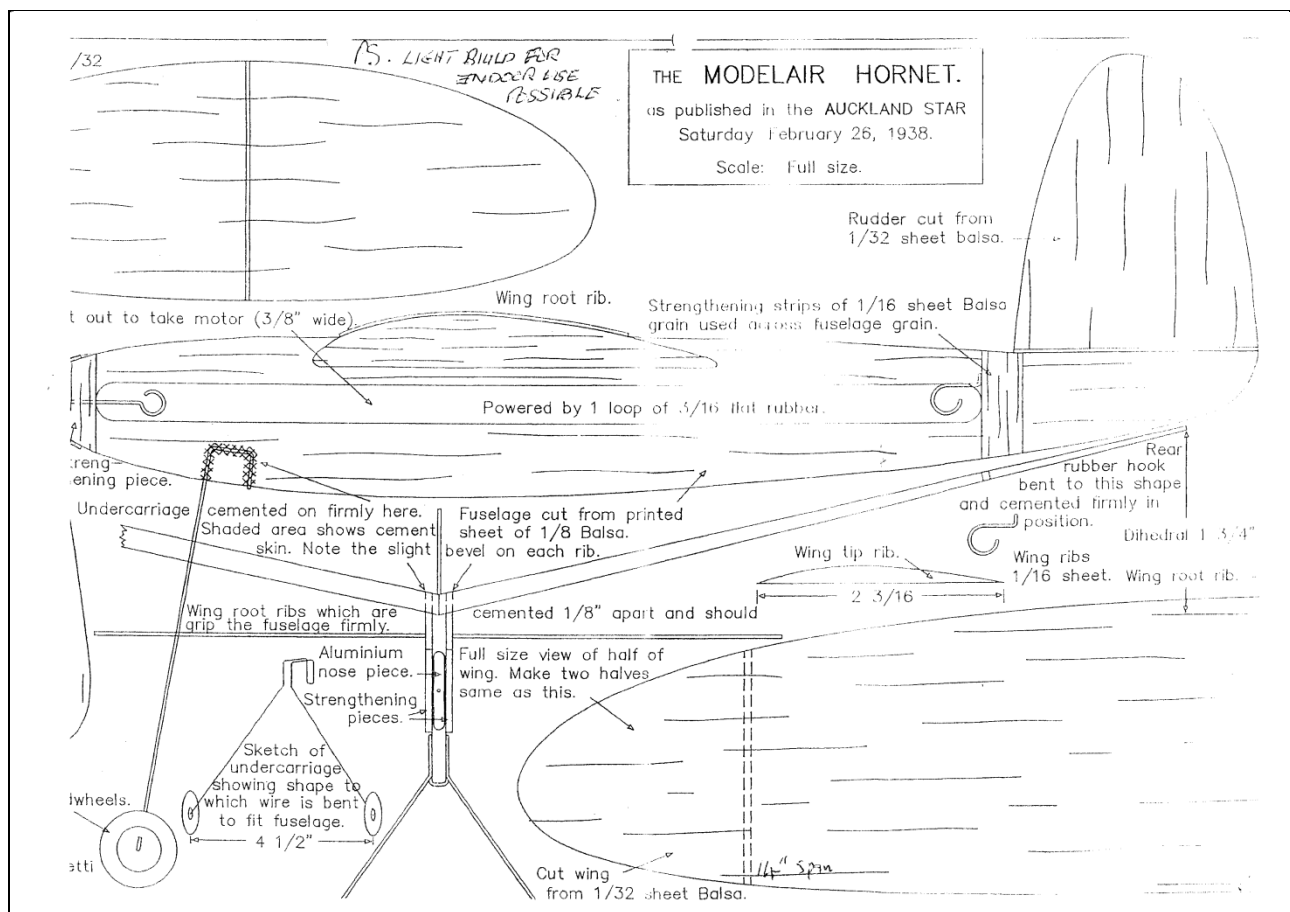 /32
PS. LIGHT BUILD FOR
INDOOR USE
POSSIBLE
THE MODELAIR HORNET.
as published in the AUCKLAND STAR
Saturday February 26, 1938.
Scale: Full size.
Rudder cut from
1/32 sheet balsa.
Wing root rib.
Strengthening strips of 1/16 sheet Balsa
grain used across fuselage grain.
t out to take motor (3/8" wide).
Powered by 1 loop of 3/16 flat rubber.
treng-
ening piece.
Undercarriage cemented on firmly here.
Shaded area shows cement
skin. Note the slight bevel on each rib.
Fuselage cut from printed
sheet of 1/8 Balsa.
Rear
rubber hook
bent to this shape
and cemented firmly in
position.
Dihedral 1 3/4"
Wing tip rib.
2 3/16
Wing ribs
1/16 sheet. Wing root rib.
Wing root ribs which are cemented 1/8" apart and should
grip the fuselage firmly.
Aluminium
nose piece.
Strengthening
pieces.
Full size view of half of
wing. Make two halves
same as this.
Sketch of
undercarriage
showing shape to
which wire is bent
to fit fuselage.
4 1/2"
dwheels.
etti
Cut wing
from 1/32 sheet Balsa.
14" Span